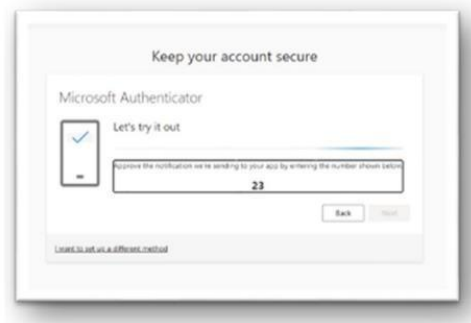 Keep your account secure
Microsoft Authenticator
Let's try it out
Approve the notification we're sending to your app by entering the number shown below.
23
Back
Next
I want to set up a different method